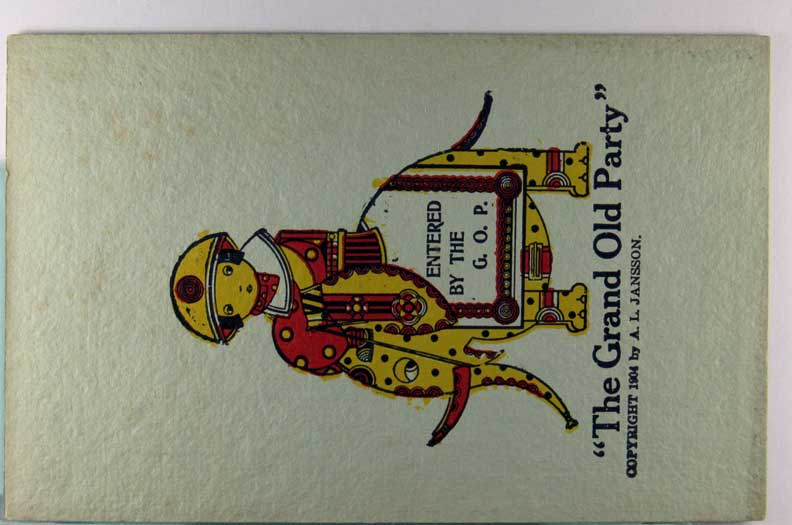 ENTERED
BY THE
G. O. P.
"The Grand Old Party"
COPYRIGHT 1904 by A. L. JANSSON.